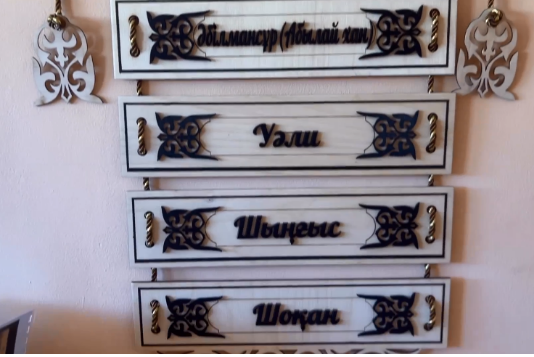 Әбілмансұр (Абылай хан)
Уәли
Шыңғыс
Шоқан